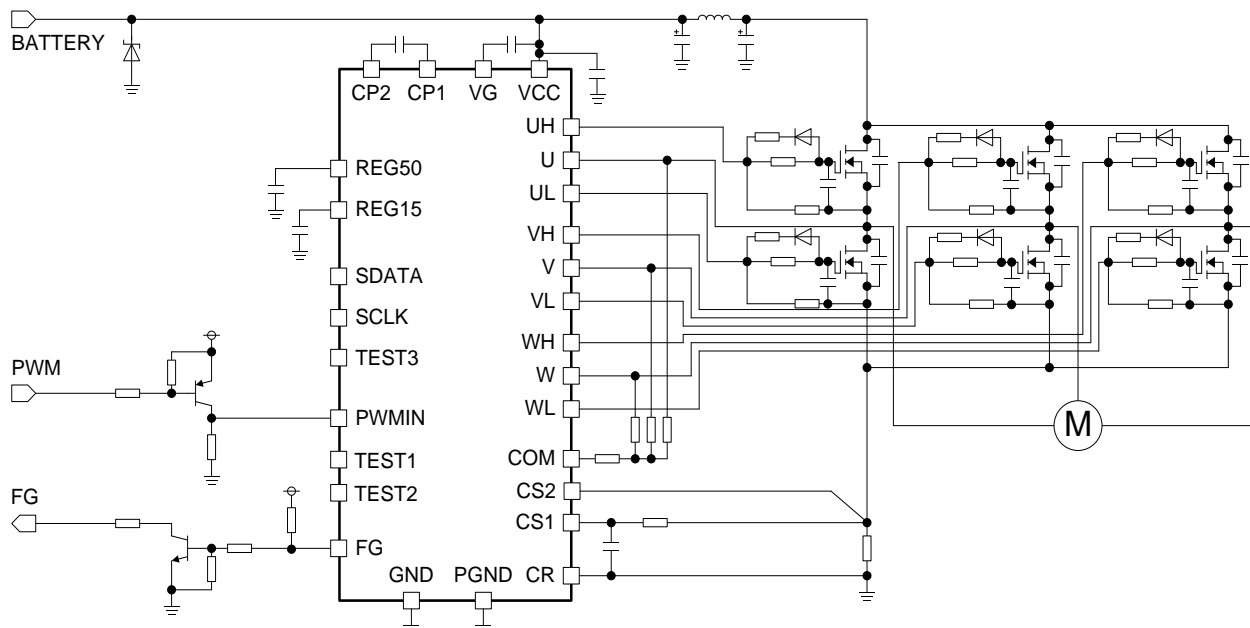 BATTERY
CP2 CP1 VG VCC
UH
U
UL
VH
V
VL
WH
W
WL
COM
CS2
CS1
CR
REG50
REG15
SDATA
SCLK
TEST3
PWMIN
TEST1
TEST2
FG
GND PGND
PWM
FG
M